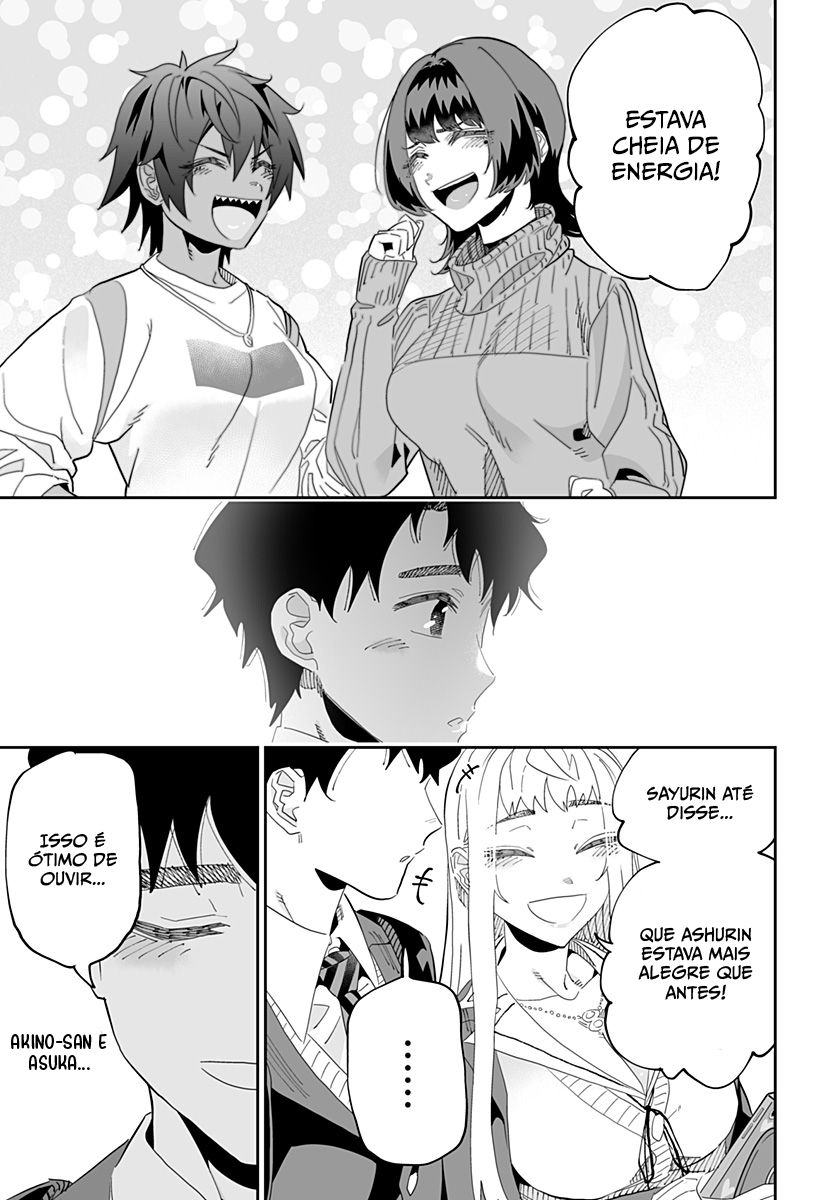 ESTAVA
CHEIA DE
ENERGIA!
SAYURIN ATÉ
DISSE...
QUE ASHURIN
ESTAVA MAIS
ALEGRE QUE
ANTES!
......
ISSO É
ÓTIMO DE
OUVIR...
AKINO-SAN E
ASUKA...